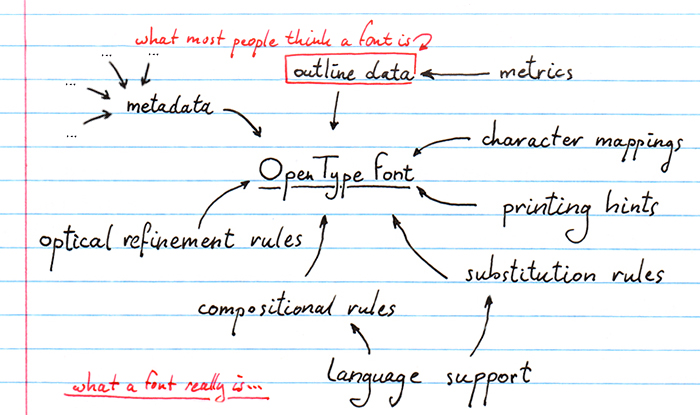 what most people think a font is
... ...
outline data
metrics
...
metadata
...
character mappings
OpenType font
printing hints
optical refinement rules
substitution rules
compositional rules
language support
what a font really is...